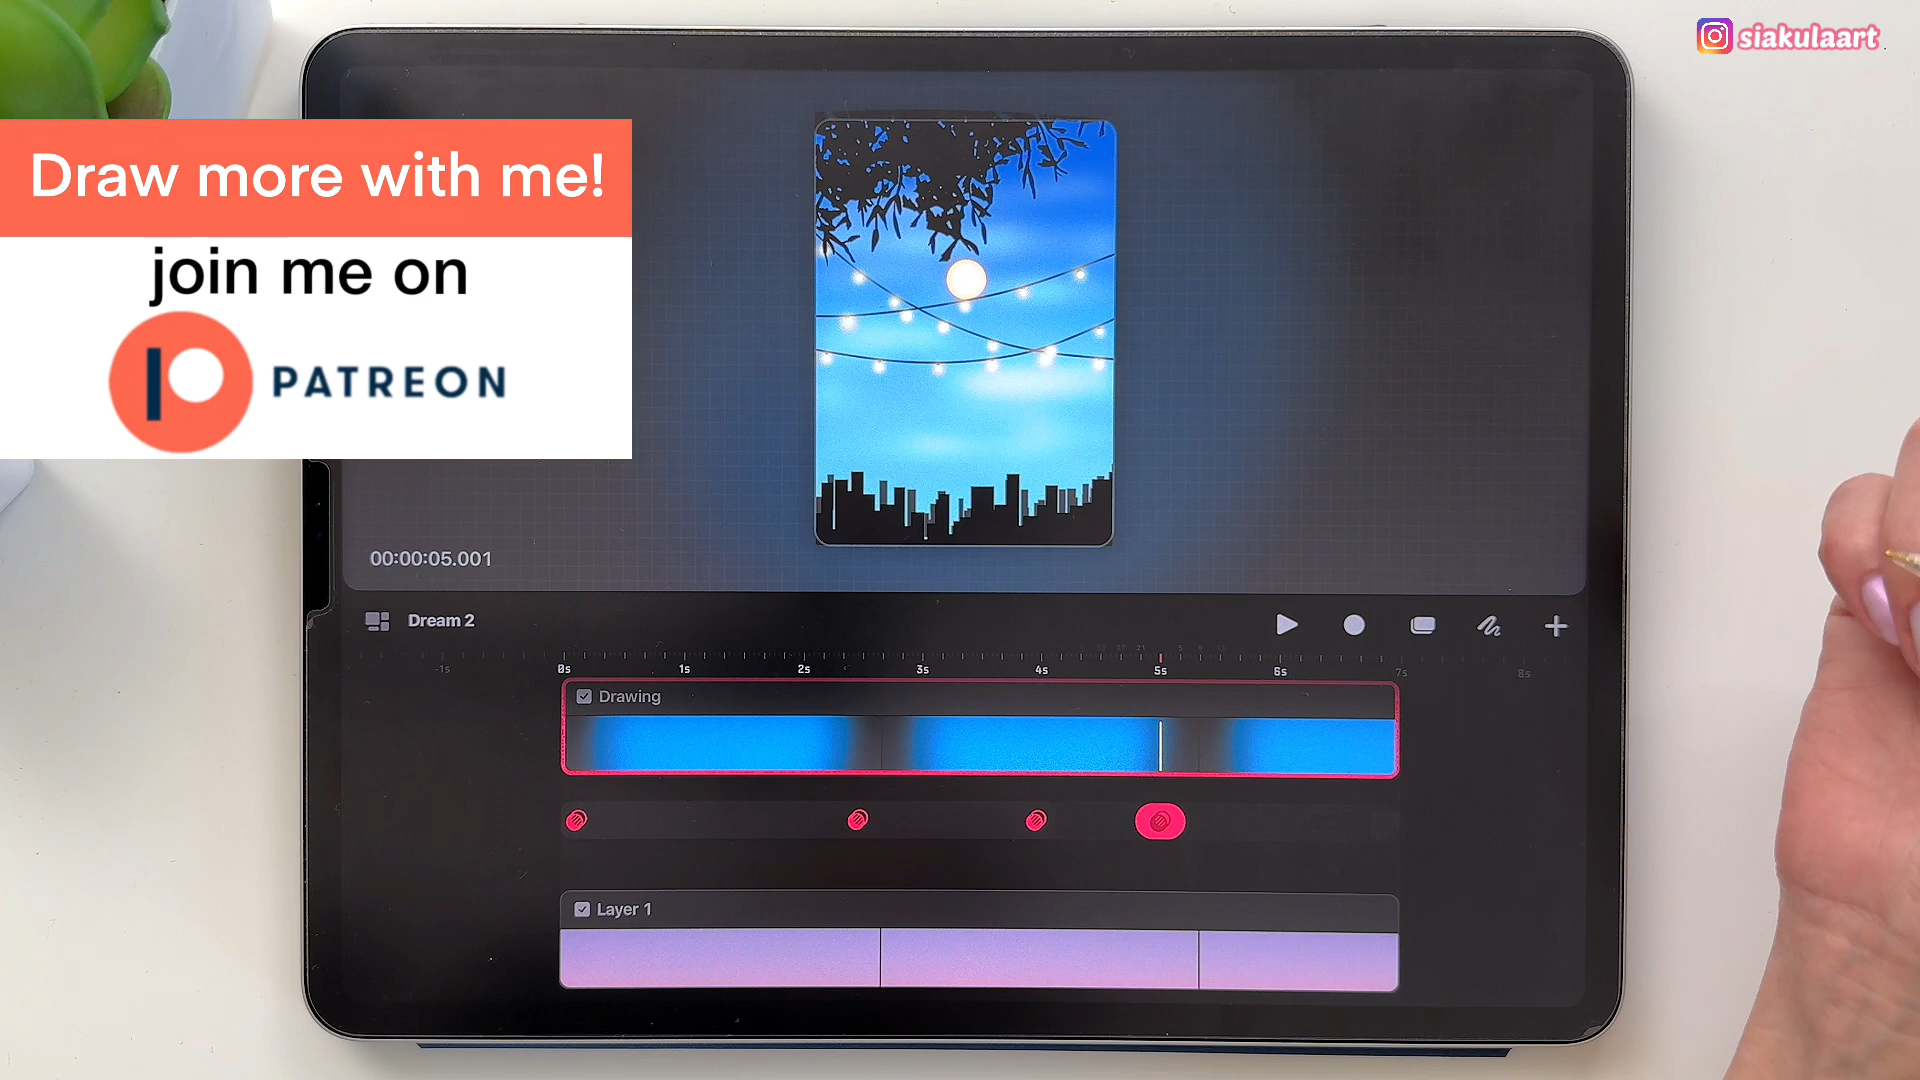 siakulaart
Draw more with me!
join me on
PATREON
00:00:05.001
Dream 2
-1s 0s 1s 2s 3s 4s 5s 6s 7s 8s
Drawing
Layer 1